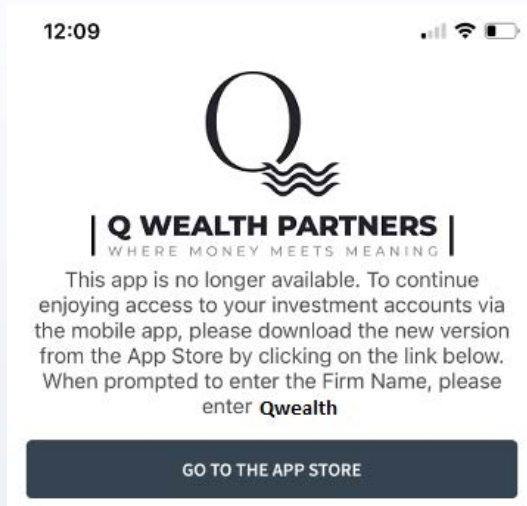 12:09
Q
Q WEALTH PARTNERS
WHERE MONEY MEETS MEANING
This app is no longer available. To continue
enjoying access to your investment accounts via
the mobile app, please download the new version
from the App Store by clicking on the link below.
When prompted to enter the Firm Name, please
enter Qwealth
GO TO THE APP STORE